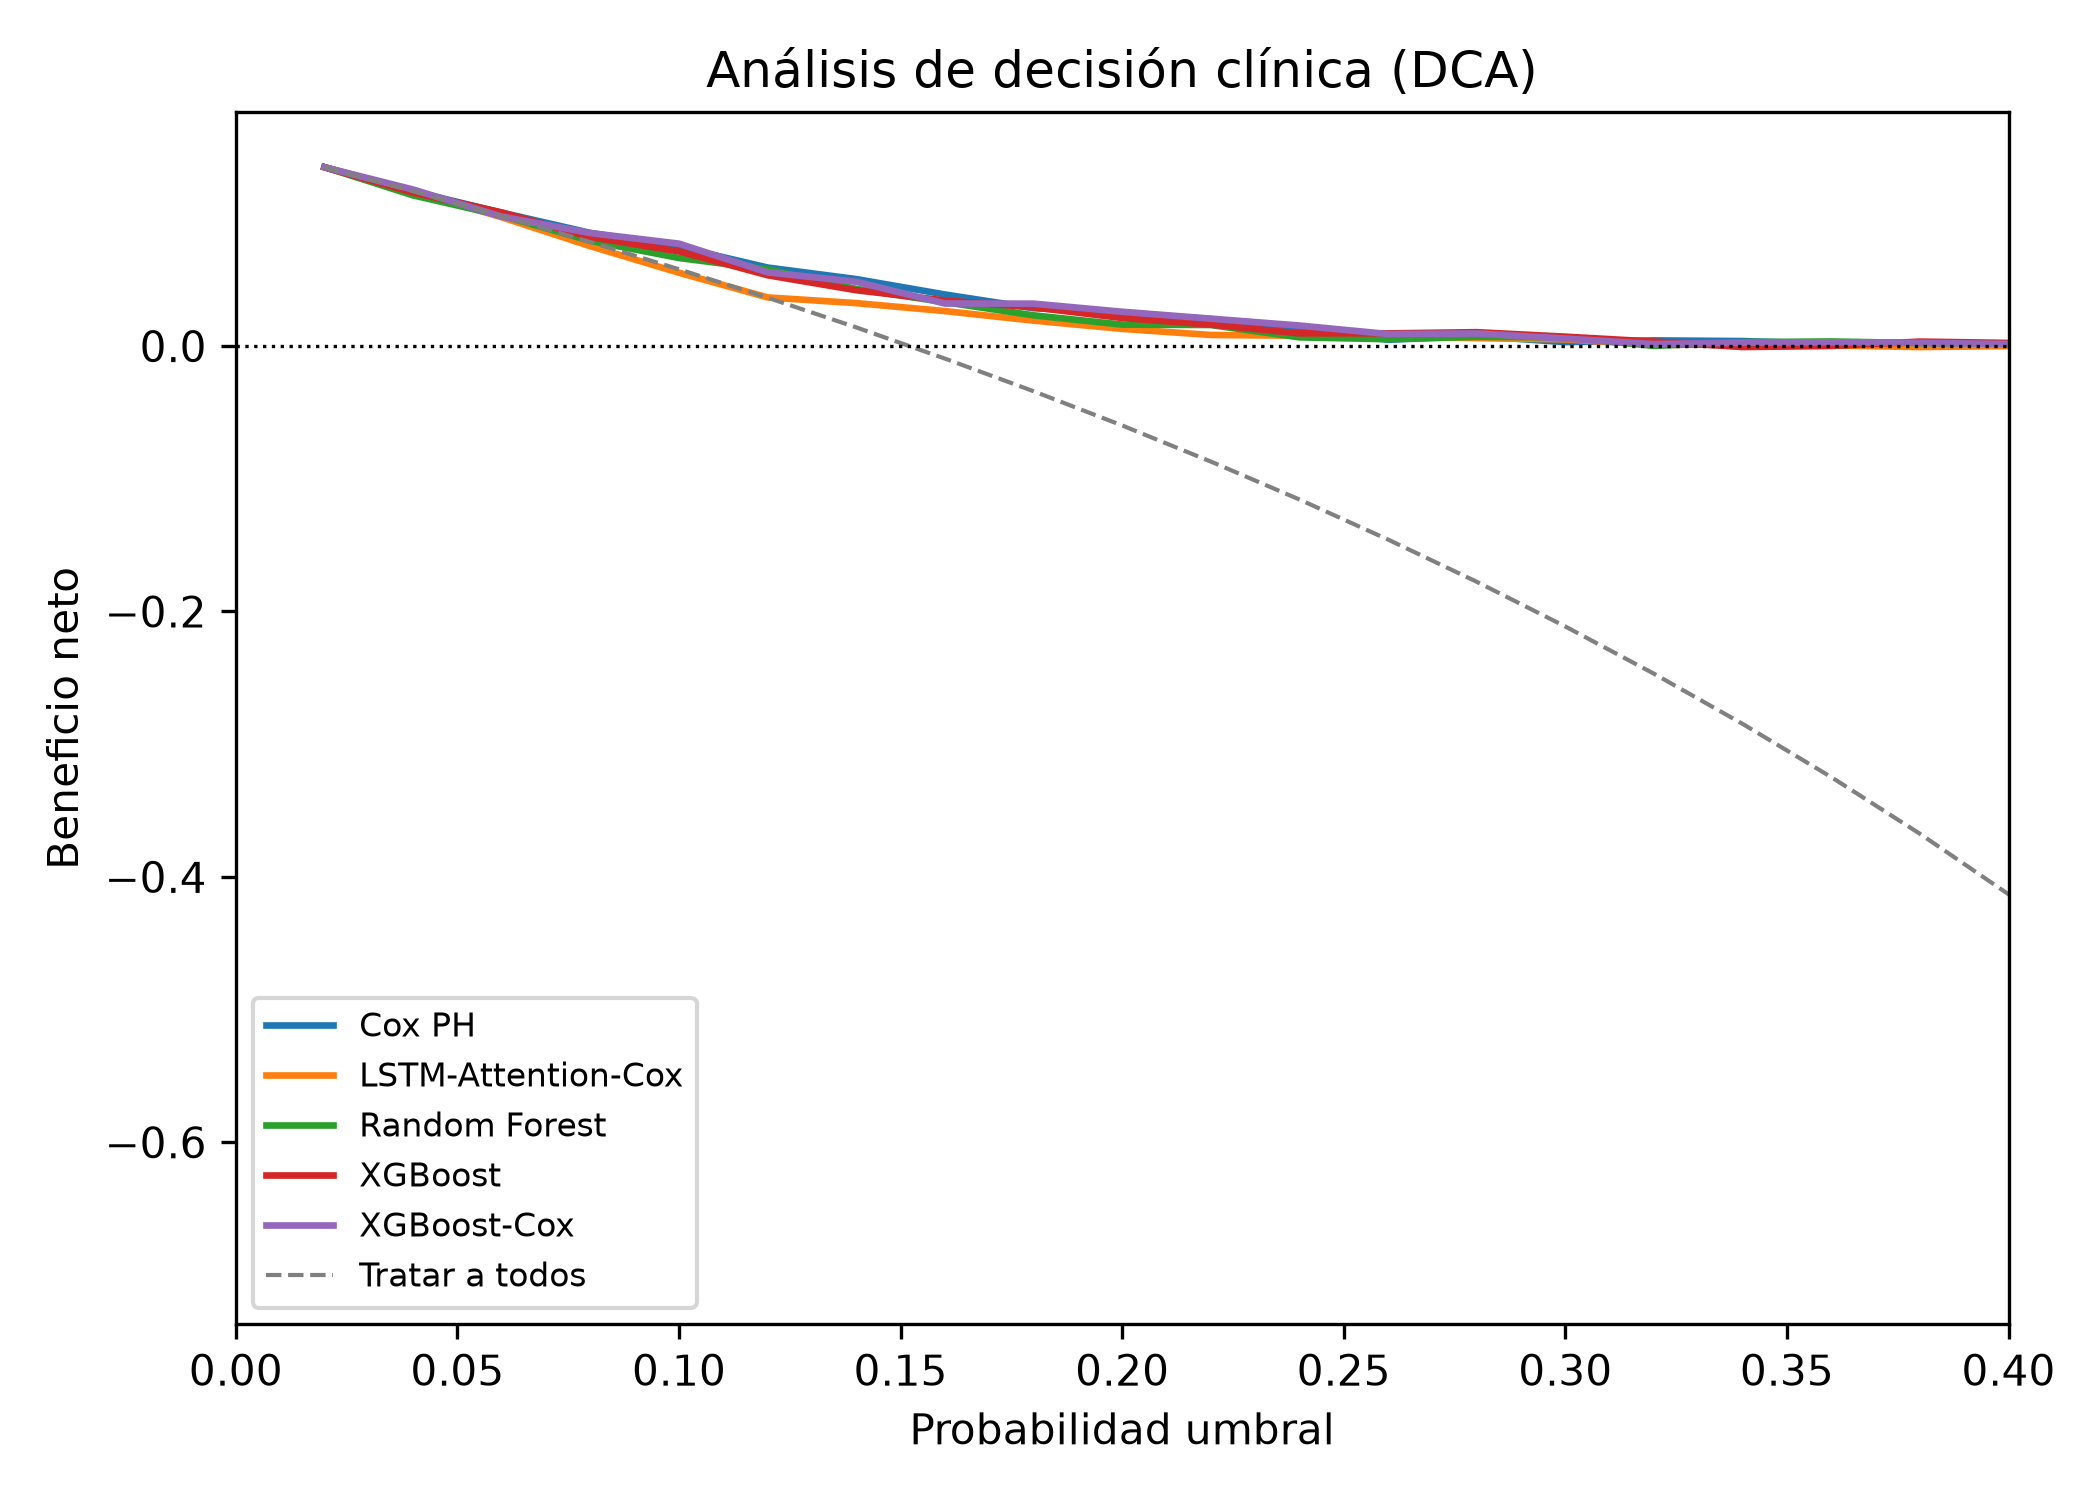 Análisis de decisión clínica (DCA)
Beneficio neto
0.0
−0.2
−0.4
−0.6
Cox PH
LSTM-Attention-Cox
Random Forest
XGBoost
XGBoost-Cox
Tratar a todos
0.00 0.05 0.10 0.15 0.20 0.25 0.30 0.35 0.40
Probabilidad umbral